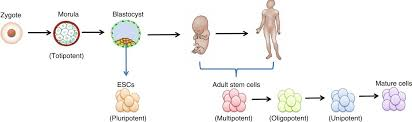 Zygote
Morula
Blastocyst
(Totipotent)
ESCs
(Pluripotent)
Adult stem cells
Mature cells
(Multipotent)
(Oligopotent)
(Unipotent)